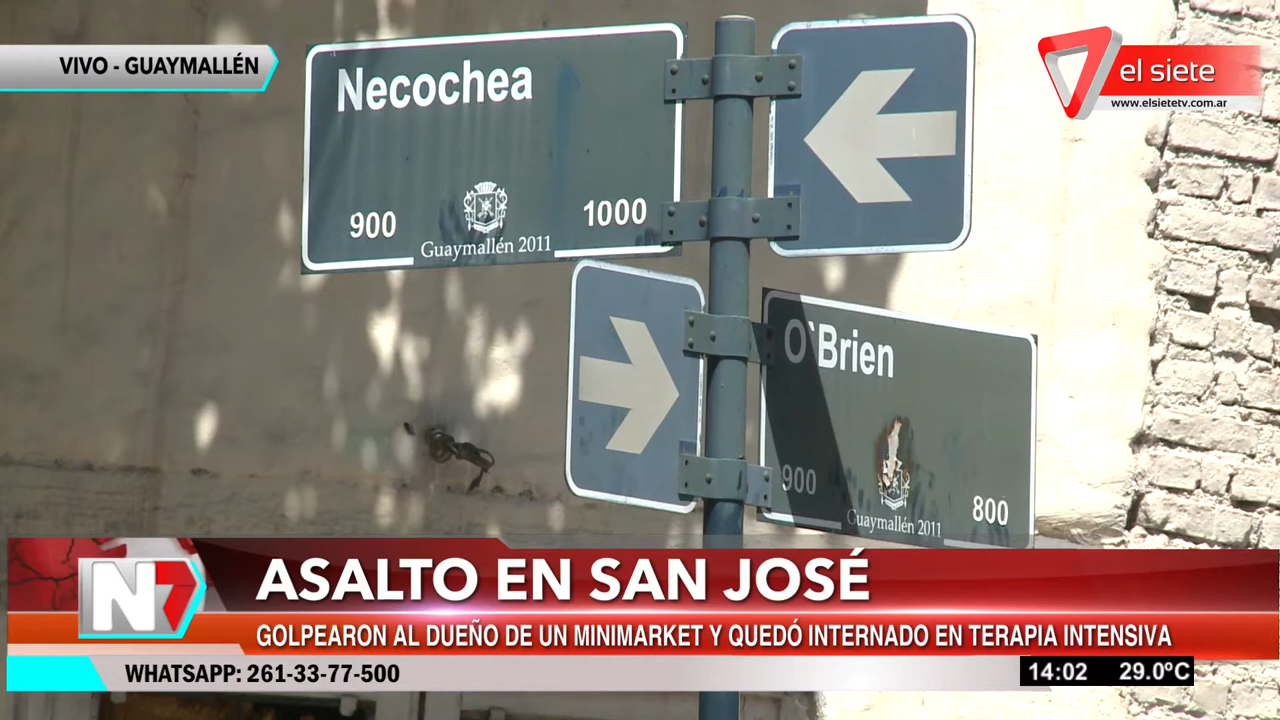 VIVO - GUAYMALLÉN
Necochea
900
1000
Guaymallén 2011
el siete
www.elsietetv.com.ar
O`Brien
900
800
Guaymallén 2011
N7
ASALTO EN SAN JOSÉ
GOLPEARON AL DUEÑO DE UN MINIMARKET Y QUEDÓ INTERNADO EN TERAPIA INTENSIVA
WHATSAPP: 261-33-77-500
14:02 29.0ºC